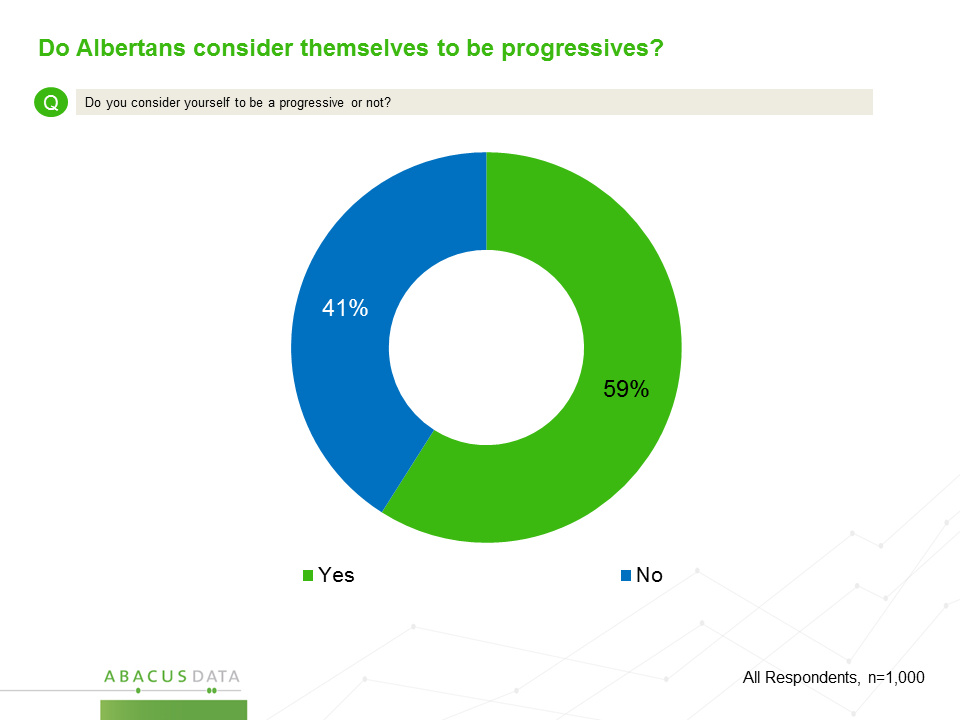 Do Albertans consider themselves to be progressives?
Q
Do you consider yourself to be a progressive or not?
41%
59%
Yes
No
ABACUS DATA
All Respondents, n=1,000